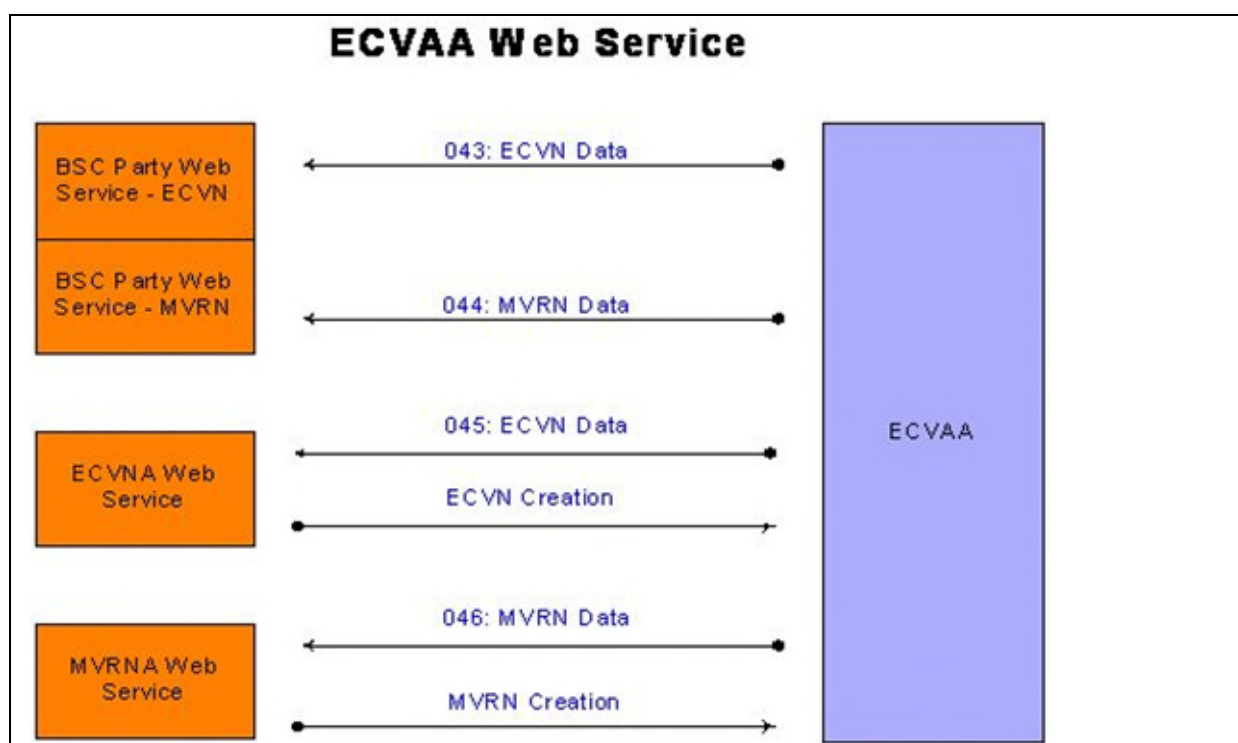 ECVAA Web Service
BSC Party Web
Service - ECVN
043: ECVN Data
BSC Party Web
Service - MVRN
044: MVRN Data
ECVAA
045: ECVN Data
ECVNA Web
Service
ECVN Creation
046: MVRN Data
MVRNA Web
Service
MVRN Creation